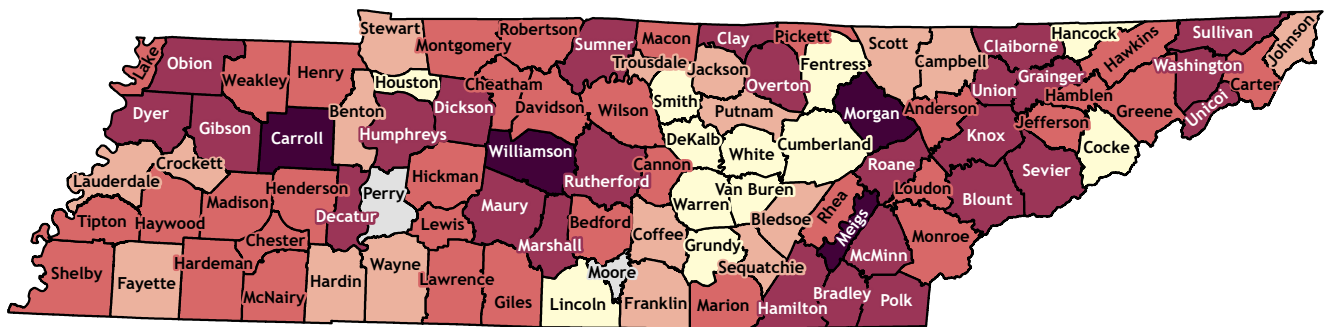 Stewart
Robertson
Montgomery
Sumner
Macon
Clay
Pickett
Scott
Campbell
Claiborne
Hancock
Hawkins
Sullivan
Johnson
Lake
Obion
Weakley
Henry
Houston
Cheatham
Trousdale
Jackson
Overton
Fentress
Union
Grainger
Washington
Carter
Dyer
Gibson
Carroll
Benton
Humphreys
Dickson
Davidson
Wilson
Smith
Putnam
Morgan
Anderson
Hamblen
Jefferson
Greene
Unicoi
Crockett
Williamson
DeKalb
White
Cumberland
Knox
Cocke
Lauderdale
Henderson
Perry
Hickman
Rutherford
Cannon
Van Buren
Roane
Loudon
Sevier
Tipton
Haywood
Madison
Decatur
Lewis
Maury
Bedford
Warren
Bledsoe
Rhea
Meigs
Blount
Chester
Marshall
Coffee
Grundy
Sequatchie
McMinn
Monroe
Shelby
Fayette
Hardeman
McNairy
Hardin
Wayne
Lawrence
Giles
Lincoln
Moore
Franklin
Marion
Hamilton
Bradley
Polk